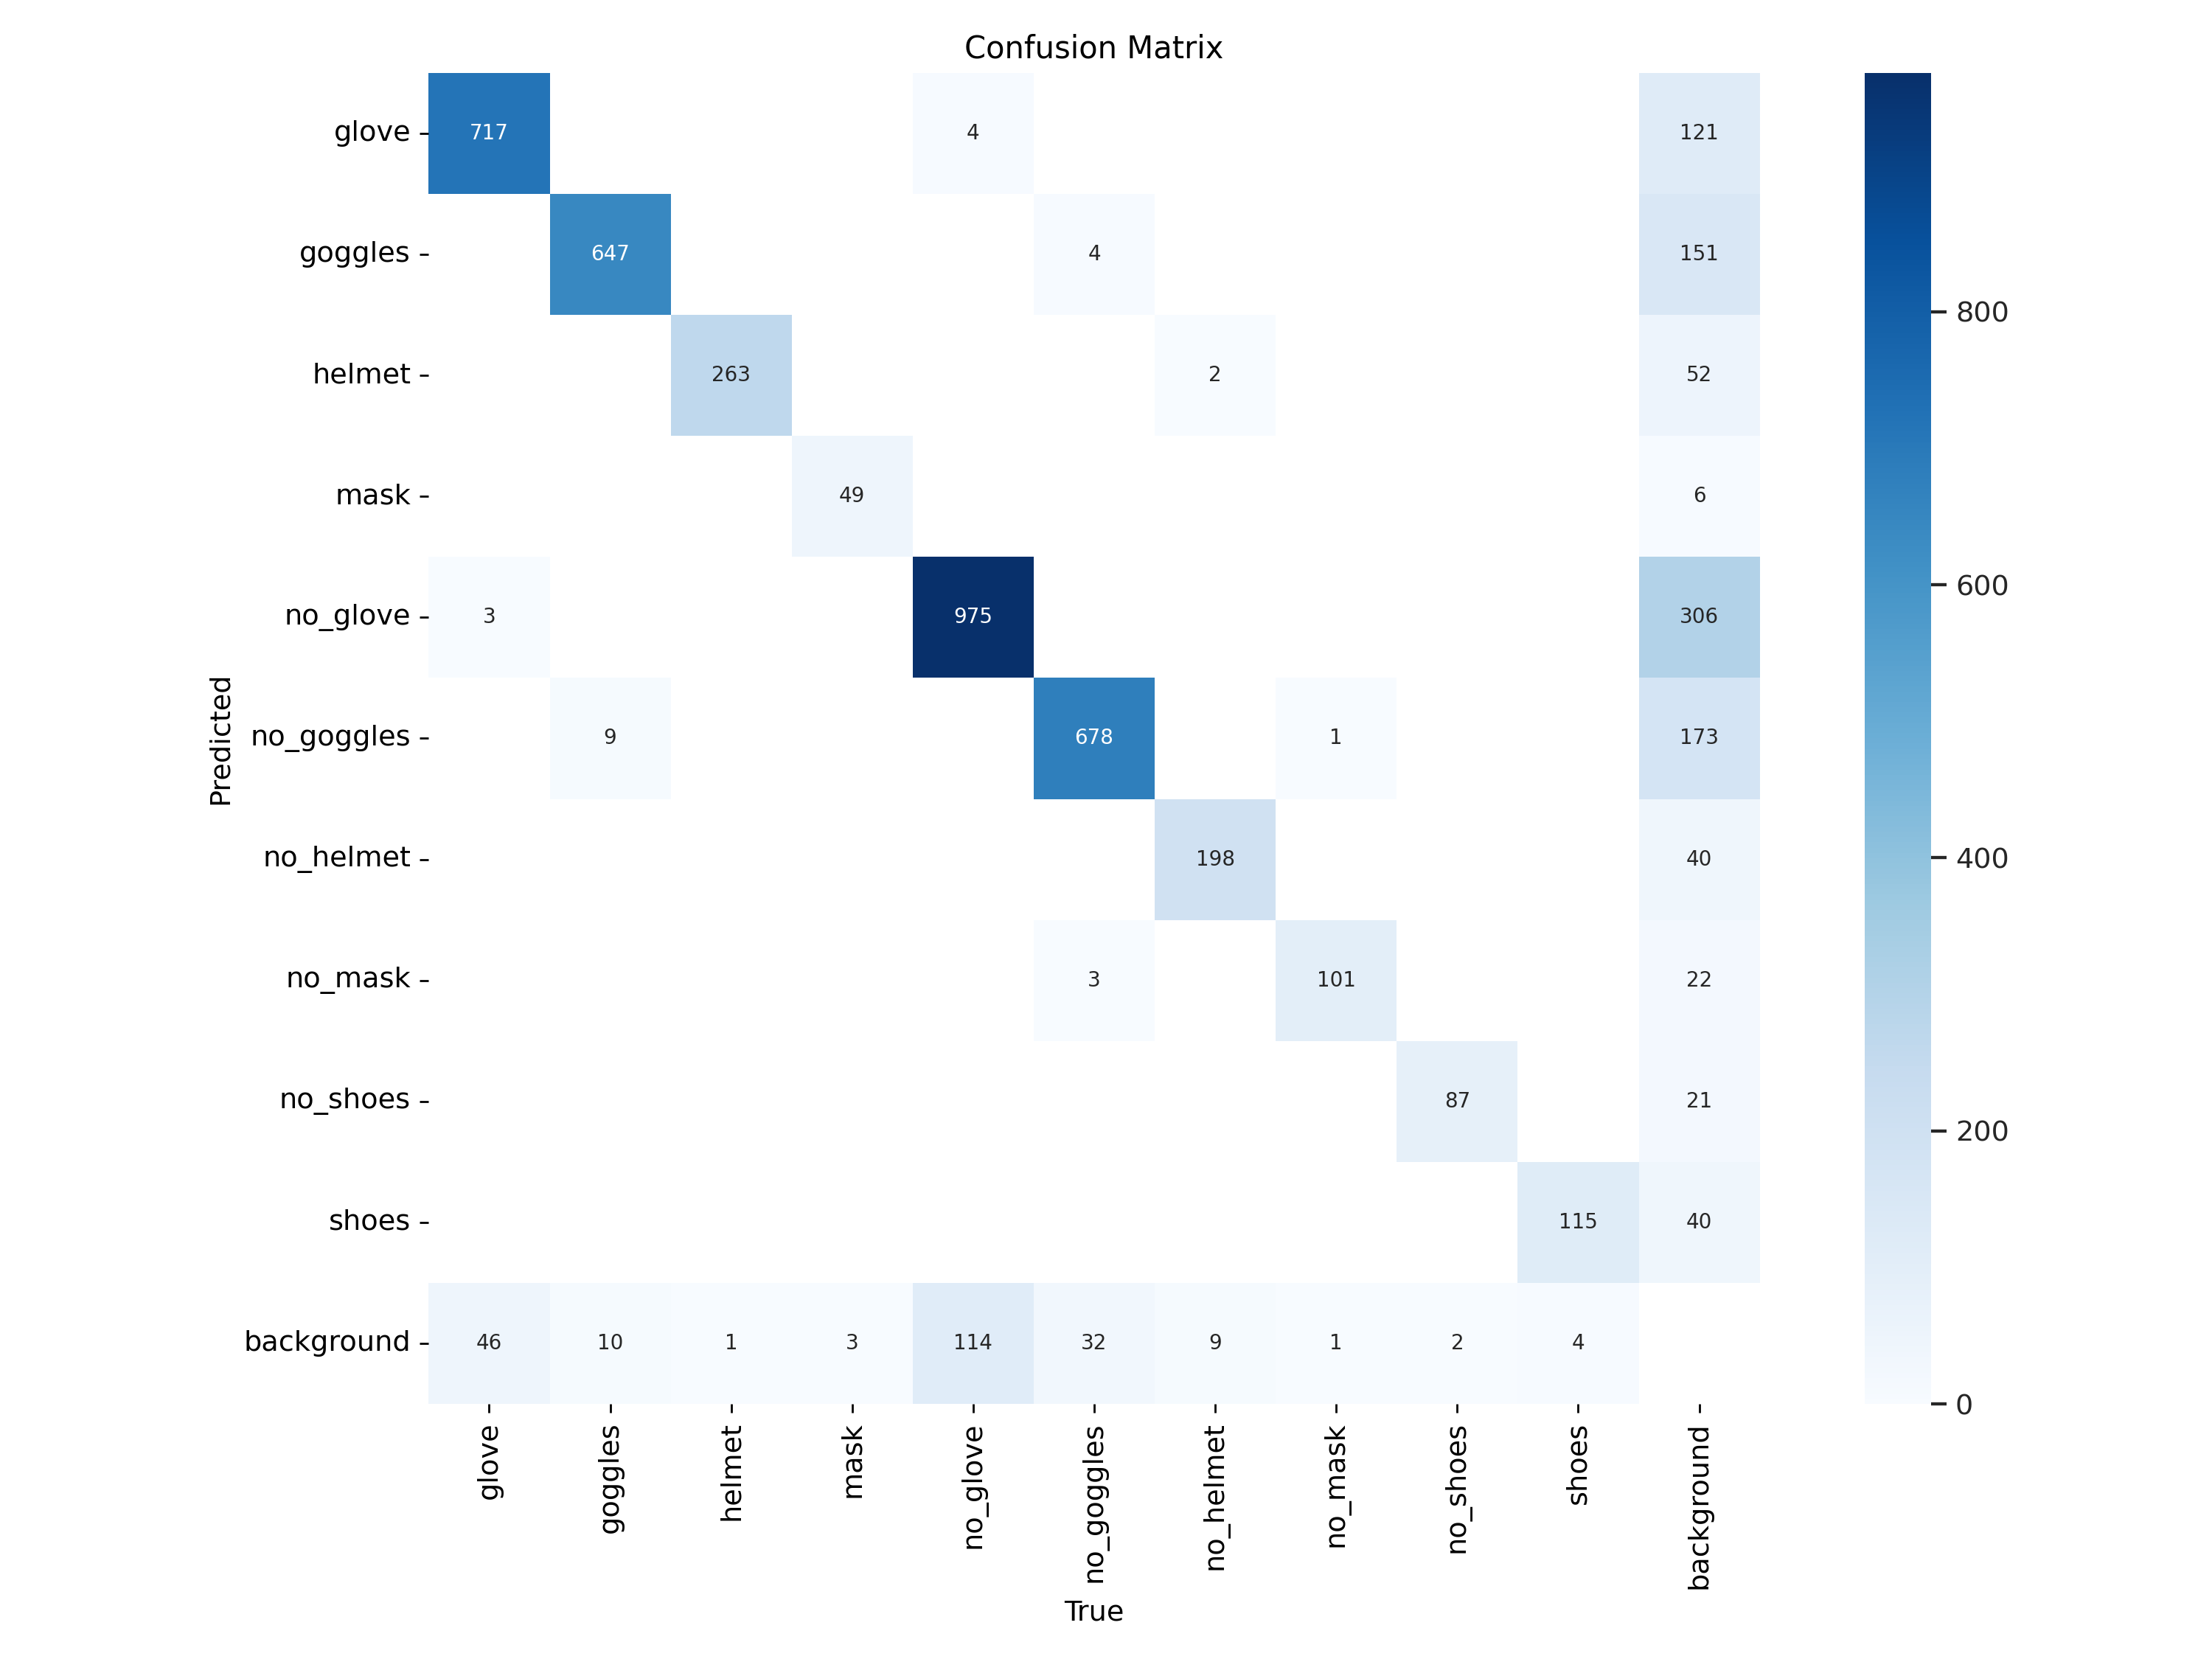 Confusion Matrix
glove 717 4 121
goggles 647 4 151
800
helmet 263 2 52
mask 49 6
600
no_glove 3 975 306
Predicted
no_goggles 9 678 1 173
no_helmet 198 40
400
no_mask 3 101 22
no_shoes 87 21
200
shoes 115 40
background 46 10 1 3 114 32 9 1 2 4
0
glove goggles helmet mask no_glove no_goggles no_helmet no_mask no_shoes shoes background
True